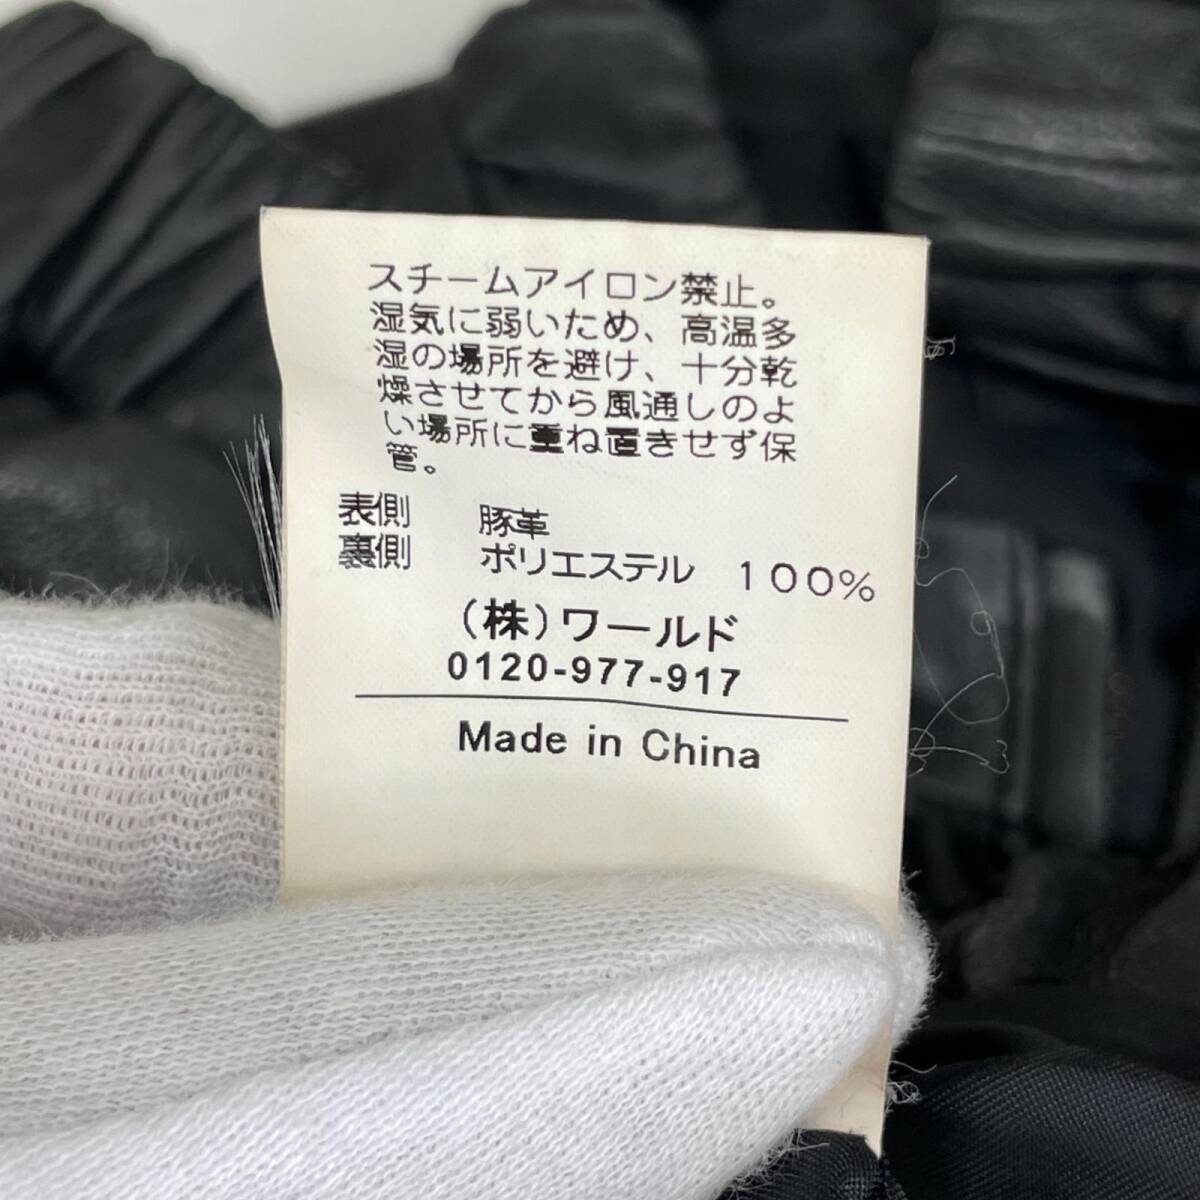 スチームアイロン禁止。
湿気に弱いため、高温多
湿の場所を避け、十分乾
燥させてから風通しのよ
い場所に重ね置きせず保
管。
表側 豚革
裏側 ポリエステル 100%
(株)ワールド
0120-977-917
Made in China